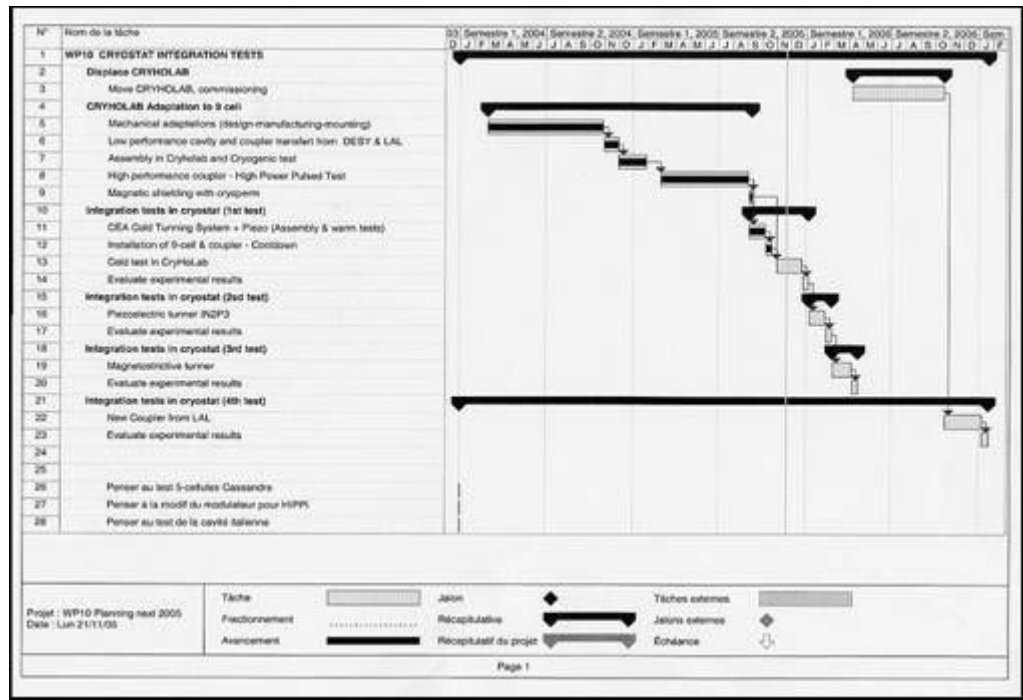 N° Nom de la tâche 03 Semestre 1, 2004 Semestre 2, 2004 Semestre 1, 2005 Semestre 2, 2005 Semestre 1, 2006 Semestre 2, 2006 Sem
D J F M A M J J A S O N D J F M A M J J A S O N D J F M A M J J A S O N D J F
1 WP10 CRYOSTAT INTEGRATION TESTS
2 Displace CRYHOLAB
3 Move CRYHOLAB, commissioning
4 CRYHOLAB Adaptation to 9 cell
5 Mechanical adaptations (design-manufacturing-mounting)
6 Low performance cavity and coupler transfert from DESY & LAL
7 Assembly in Cryholab and Cryogenic test
8 High performance coupler - High Power Pulsed Test
9 Magnetic shielding with cryoperm
10 Integration tests in cryostat (1st test)
11 CEA Cold Tunning System + Piezo (Assembly & warm tests)
12 Installation of 9-cell & coupler - Cooldown
13 Cold test in CryHoLab
14 Evaluate experimental results
15 Integration tests in cryostat (2sd test)
16 Piezoelectric tunner IN2P3
17 Evaluate experimental results
18 Integration tests in cryostat (3rd test)
19 Magnetostrictive tunner
20 Evaluate experimental results
21 Integration tests in cryostat (4th test)
22 New Coupler from LAL
23 Evaluate experimental results
24
25
26 Penser au test 5-cellules Cassandre
27 Penser à la modif du modulateur pour HIPPI
28 Penser au test de la cavité italienne
Projet : WP10 Planning next 2005
Date : Lun 21/11/05
Tâche Jalon Tâches externes
Fractionnement Récapitulative Jalons externes
Avancement Récapitulatif du projet Échéance
Page 1